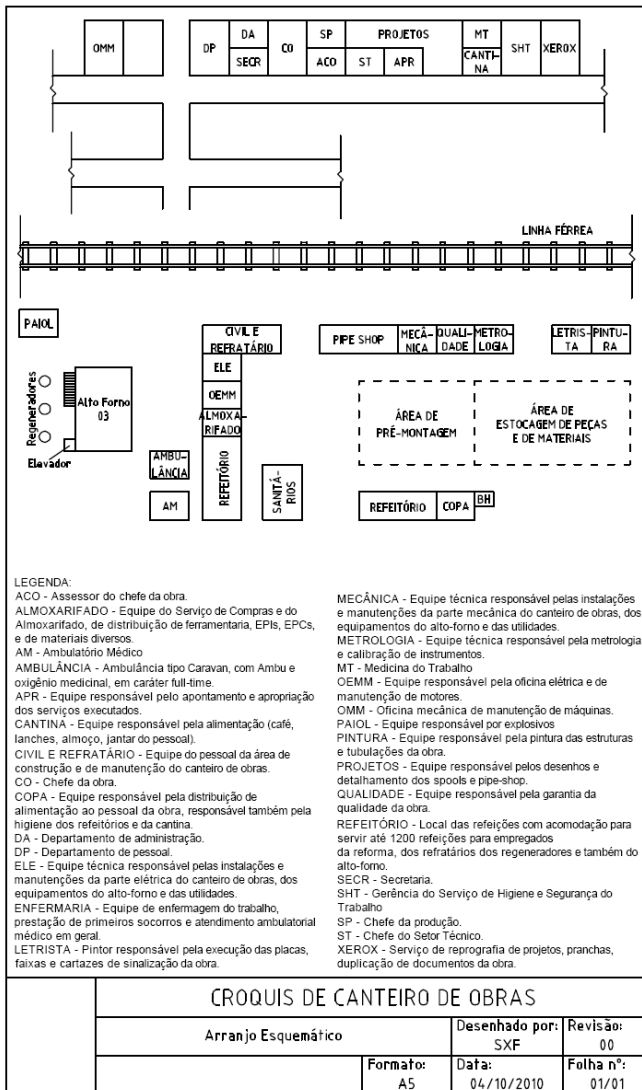 OMM
DP
DA
SECR
CO
SP
ACO
PROJETOS
ST
APR
MT
CANTI-
NA
SHT
XEROX
LINHA FÉRREA
PAIOL
CIVIL E
REFRATÁRIO
PIPE SHOP
MECÂ-
NICA
QUALI-
DADE
METRO-
LOGIA
LETRIS-
TA
PINTU-
RA
ELE
OEMM
ALMOXA-
RIFADO
REFEITÓRIO
Regeneradores
Alto Forno
03
Elevador
AMBU-
LÂNCIA
AM
SANITÁ-
RIOS
ÁREA DE
PRÉ-MONTAGEM
ÁREA DE
ESTOCAGEM DE PEÇAS
E DE MATERIAIS
REFEITÓRIO
COPA
BH
LEGENDA:
ACO - Assessor do chefe da obra.
ALMOXARIFADO - Equipe do Serviço de Compras e do
Almoxarifado, de distribuição de ferramentaria, EPIs, EPCs,
e de materiais diversos.
AM - Ambulatório Médico
AMBULÂNCIA - Ambulância tipo Caravan, com Ambu e
oxigênio medicinal, em caráter full-time.
APR - Equipe responsável pelo apontamento e apropriação
dos serviços executados.
CANTINA - Equipe responsável pela alimentação (café,
lanches, almoço, jantar do pessoal).
CIVIL E REFRATÁRIO - Equipe do pessoal da área de
construção e de manutenção do canteiro de obras.
CO - Chefe da obra.
COPA - Equipe responsável pela distribuição de
alimentação ao pessoal da obra, responsável também pela
higiene dos refeitórios e da cantina.
DA - Departamento de administração.
DP - Departamento de pessoal.
ELE - Equipe técnica responsável pelas instalações e
manutenções da parte elétrica do canteiro de obras, dos
equipamentos do alto-forno e das utilidades.
ENFERMARIA - Equipe de enfermagem do trabalho,
prestação de primeiros socorros e atendimento ambulatorial
médico em geral.
LETRISTA - Pintor responsável pela execução das placas,
faixas e cartazes de sinalização da obra.
MECÂNICA - Equipe técnica responsável pelas instalações
e manutenções da parte mecânica do canteiro de obras, dos
equipamentos do alto-forno e das utilidades.
METROLOGIA - Equipe técnica responsável pela metrologia
e calibração de instrumentos.
MT - Medicina do Trabalho
OEMM - Equipe responsável pela oficina elétrica e de
manutenção de motores.
OMM - Oficina mecânica de manutenção de máquinas.
PAIOL - Equipe responsável por explosivos
PINTURA - Equipe responsável pela pintura das estruturas
e tubulações da obra.
PROJETOS - Equipe responsável pelos desenhos e
detalhamento dos spools e pipe-shop.
QUALIDADE - Equipe responsável pela garantia da
qualidade da obra.
REFEITÓRIO - Local das refeições com acomodação para
servir até 1200 refeições para empregados
da reforma, dos refratários dos regeneradores e também do
alto-forno.
SECR - Secretaria.
SHT - Gerência do Serviço de Higiene e Segurança do
Trabalho
SP - Chefe da produção.
ST - Chefe do Setor Técnico.
XEROX - Serviço de reprografia de projetos, pranchas,
duplicação de documentos da obra.
CROQUIS DE CANTEIRO DE OBRAS
Arranjo Esquemático
Desenhado por:
SXF
Revisão:
00
Formato:
A5
Data:
04/10/2010
Folha nº:
01/01